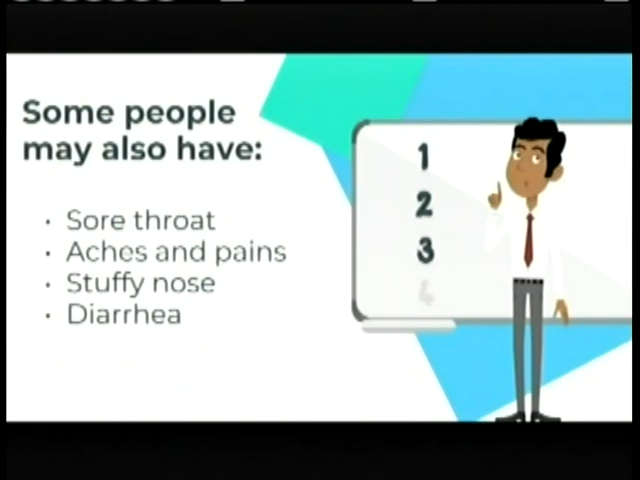 Some people
may also have:
· Sore throat
· Aches and pains
· Stuffy nose
· Diarrhea
1
2
3
4